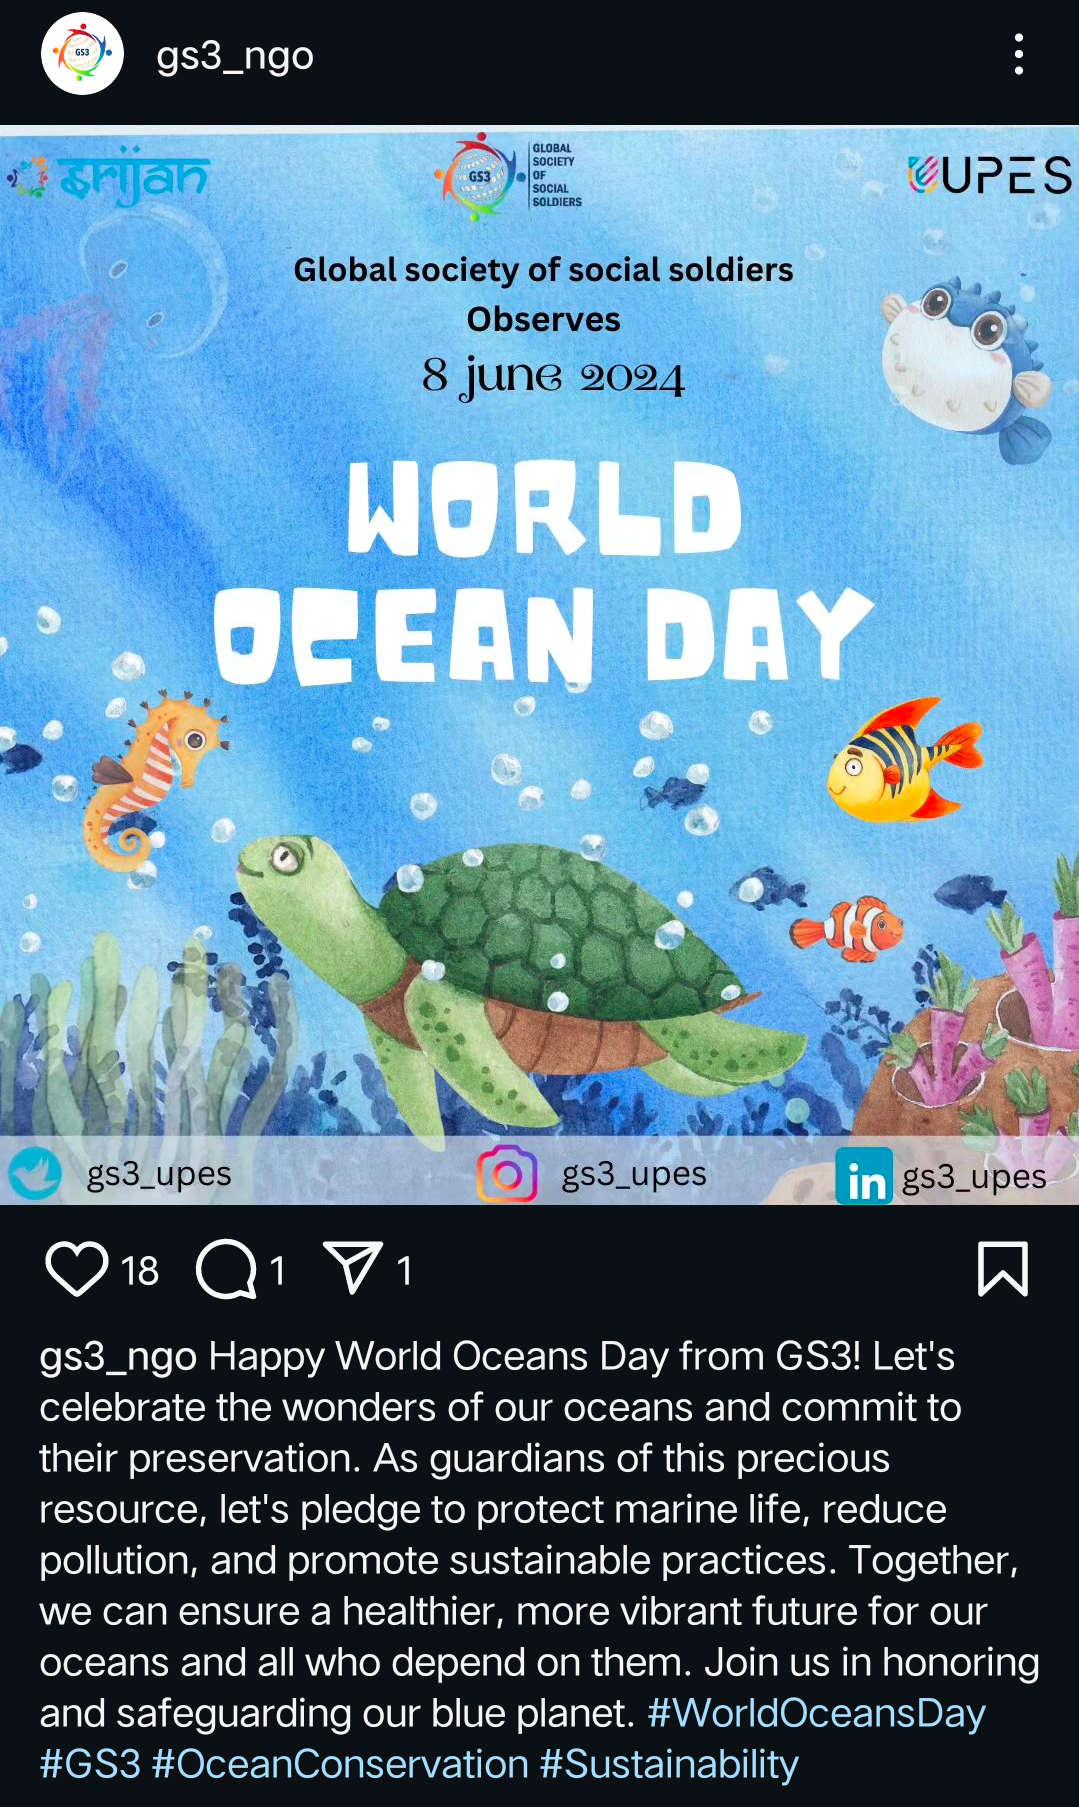 GS3
gs3_ngo
srijan
GS3
GLOBAL
SOCIETY
OF
SOCIAL
SOLDIERS
UPES
Global society of social soldiers
Observes
8 june 2024
WORLD
OCEAN DAY
gs3_upes
gs3_upes
in gs3_upes
18
1
1
gs3_ngo Happy World Oceans Day from GS3! Let's
celebrate the wonders of our oceans and commit to
their preservation. As guardians of this precious
resource, let's pledge to protect marine life, reduce
pollution, and promote sustainable practices. Together,
we can ensure a healthier, more vibrant future for our
oceans and all who depend on them. Join us in honoring
and safeguarding our blue planet. #WorldOceansDay
#GS3 #OceanConservation #Sustainability